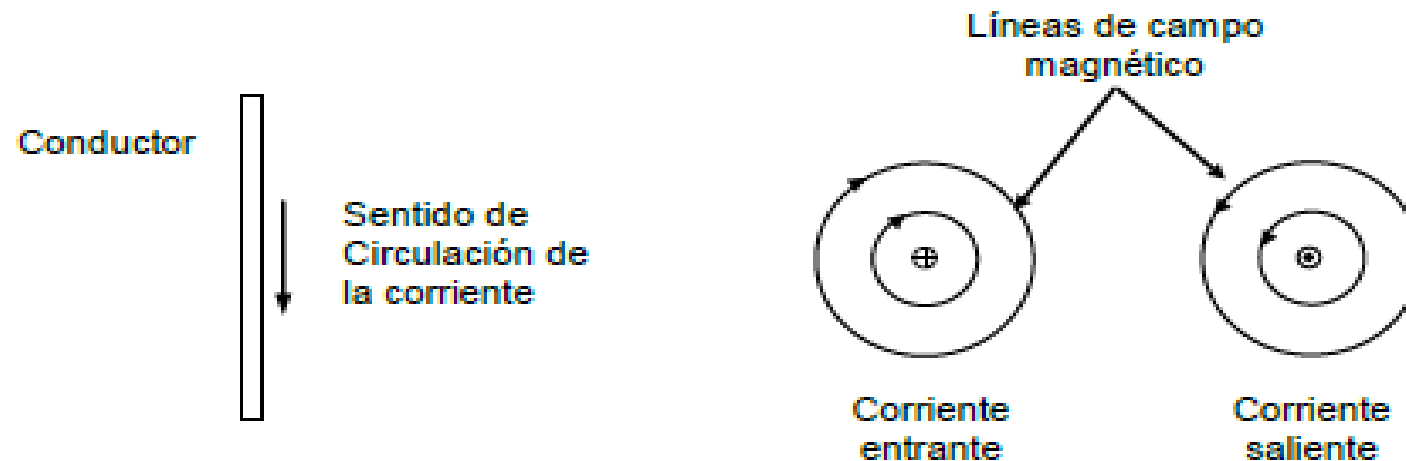 Líneas de campo
magnético
Conductor
Sentido de
Circulación de
la corriente
Corriente
entrante
Corriente
saliente